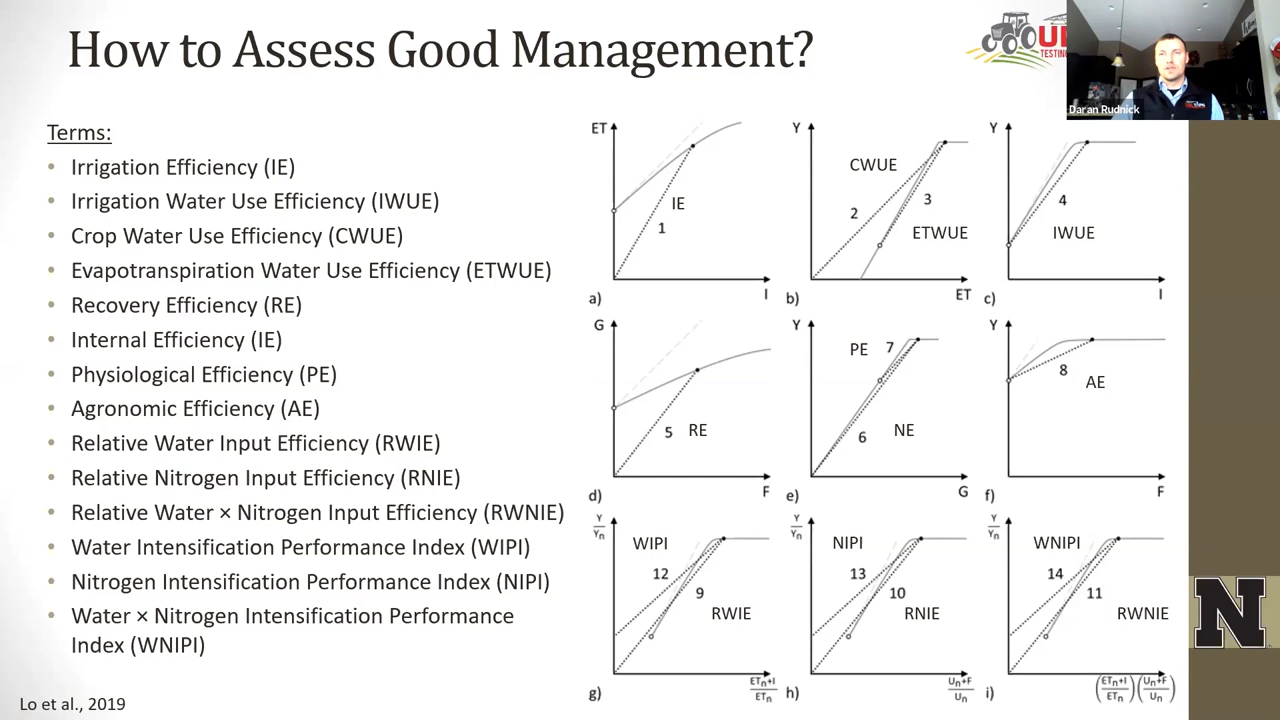 How to Assess Good Management?
Daran Rudnick
Terms:
• Irrigation Efficiency (IE)
• Irrigation Water Use Efficiency (IWUE)
• Crop Water Use Efficiency (CWUE)
• Evapotranspiration Water Use Efficiency (ETWUE)
• Recovery Efficiency (RE)
• Internal Efficiency (IE)
• Physiological Efficiency (PE)
• Agronomic Efficiency (AE)
• Relative Water Input Efficiency (RWIE)
• Relative Nitrogen Input Efficiency (RNIE)
• Relative Water × Nitrogen Input Efficiency (RWNIE)
• Water Intensification Performance Index (WIPI)
• Nitrogen Intensification Performance Index (NIPI)
• Water × Nitrogen Intensification Performance
Index (WNIPI)
Lo et al., 2019
ET
IE
1
a)
I
Y
CWUE
2
3
ETWUE
b)
ET
Y
4
IWUE
c)
I
G
5 RE
d)
F
Y
PE 7
6 NE
e)
G
Y
8
AE
f)
F
Y
Yn
WIPI
12
9
RWIE
g)
ETn+I
ETn
Y
Yn
NIPI
13
10
RNIE
h)
Un+F
Un
Y
Yn
WNIPI
14
11
RWNIE
i)
(ETn+I) (Un+F)
ETn Un
N